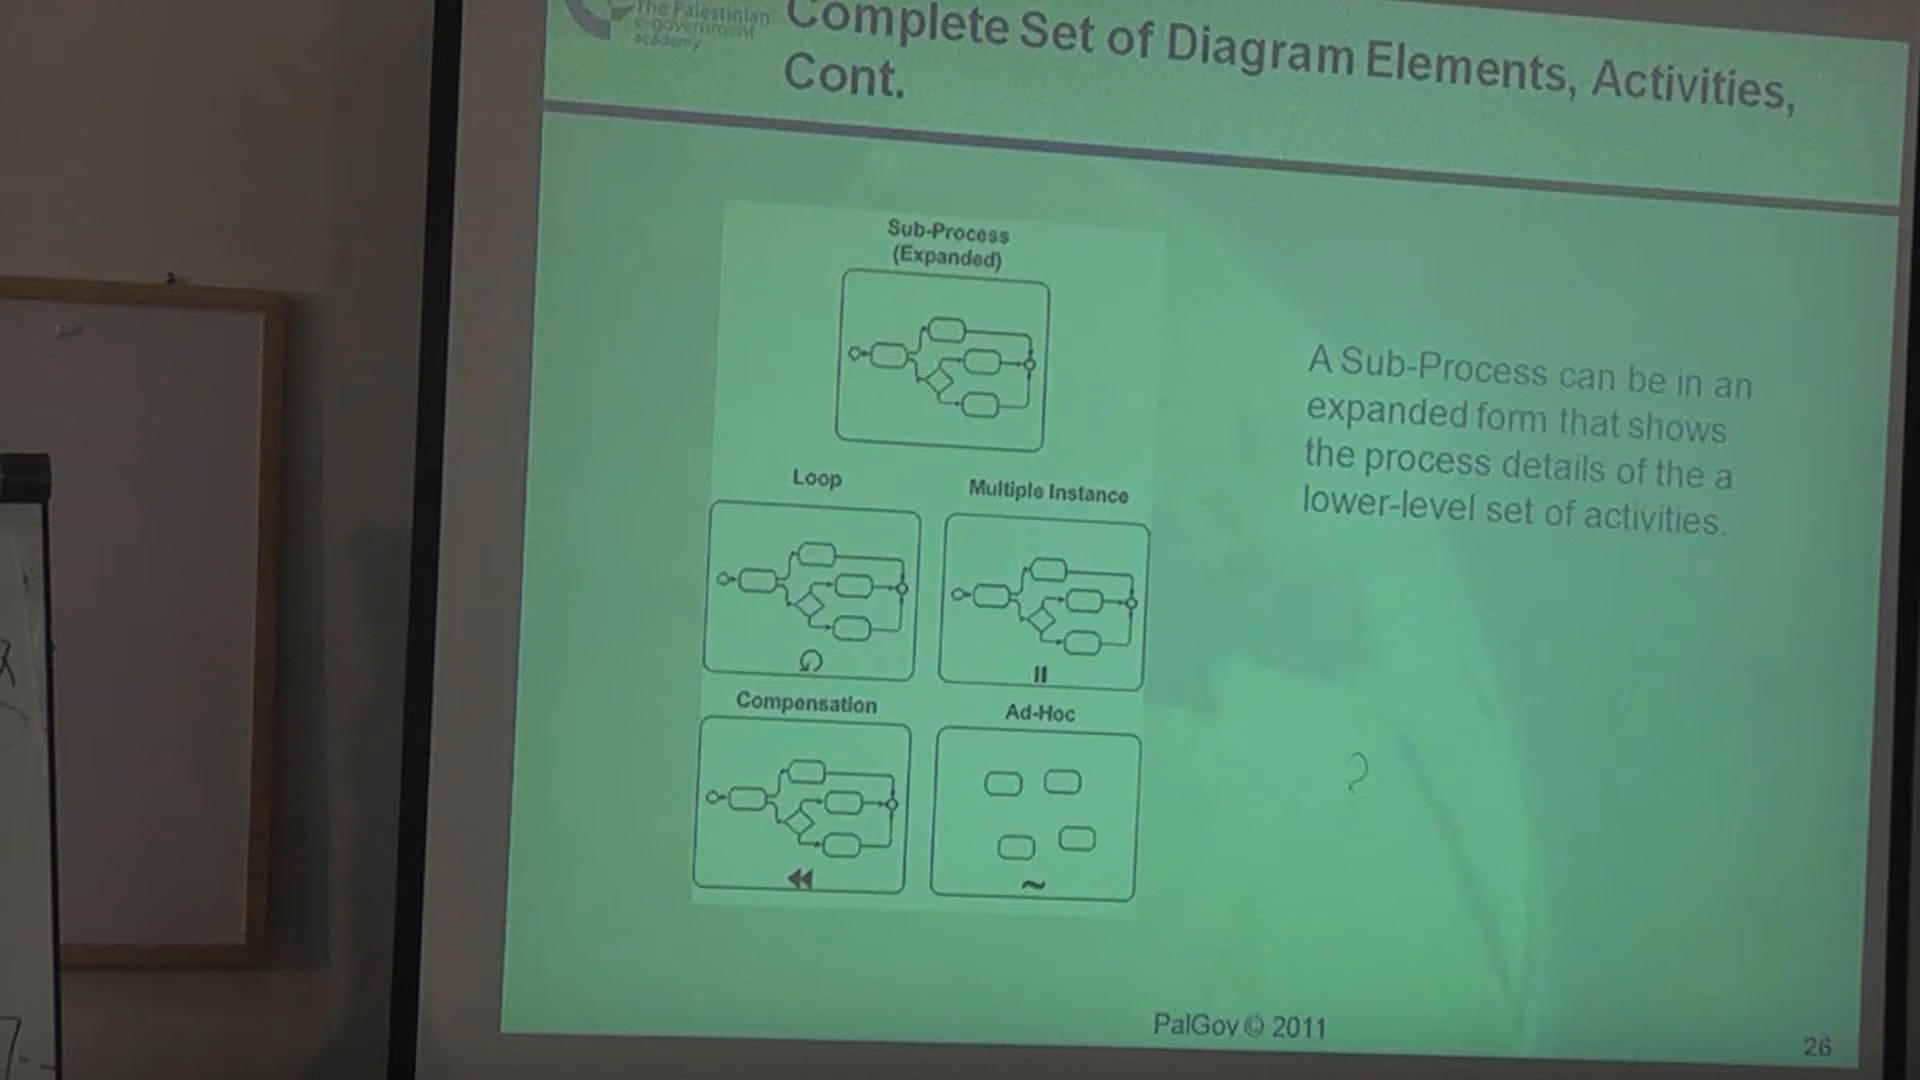 The Palestinian
e-government
academy
Complete Set of Diagram Elements, Activities,
Cont.
Sub-Process
(Expanded)
A Sub-Process can be in an
expanded form that shows
the process details of the a
lower-level set of activities.
Loop
Multiple Instance
Compensation
Ad-Hoc
?
PalGov © 2011
26